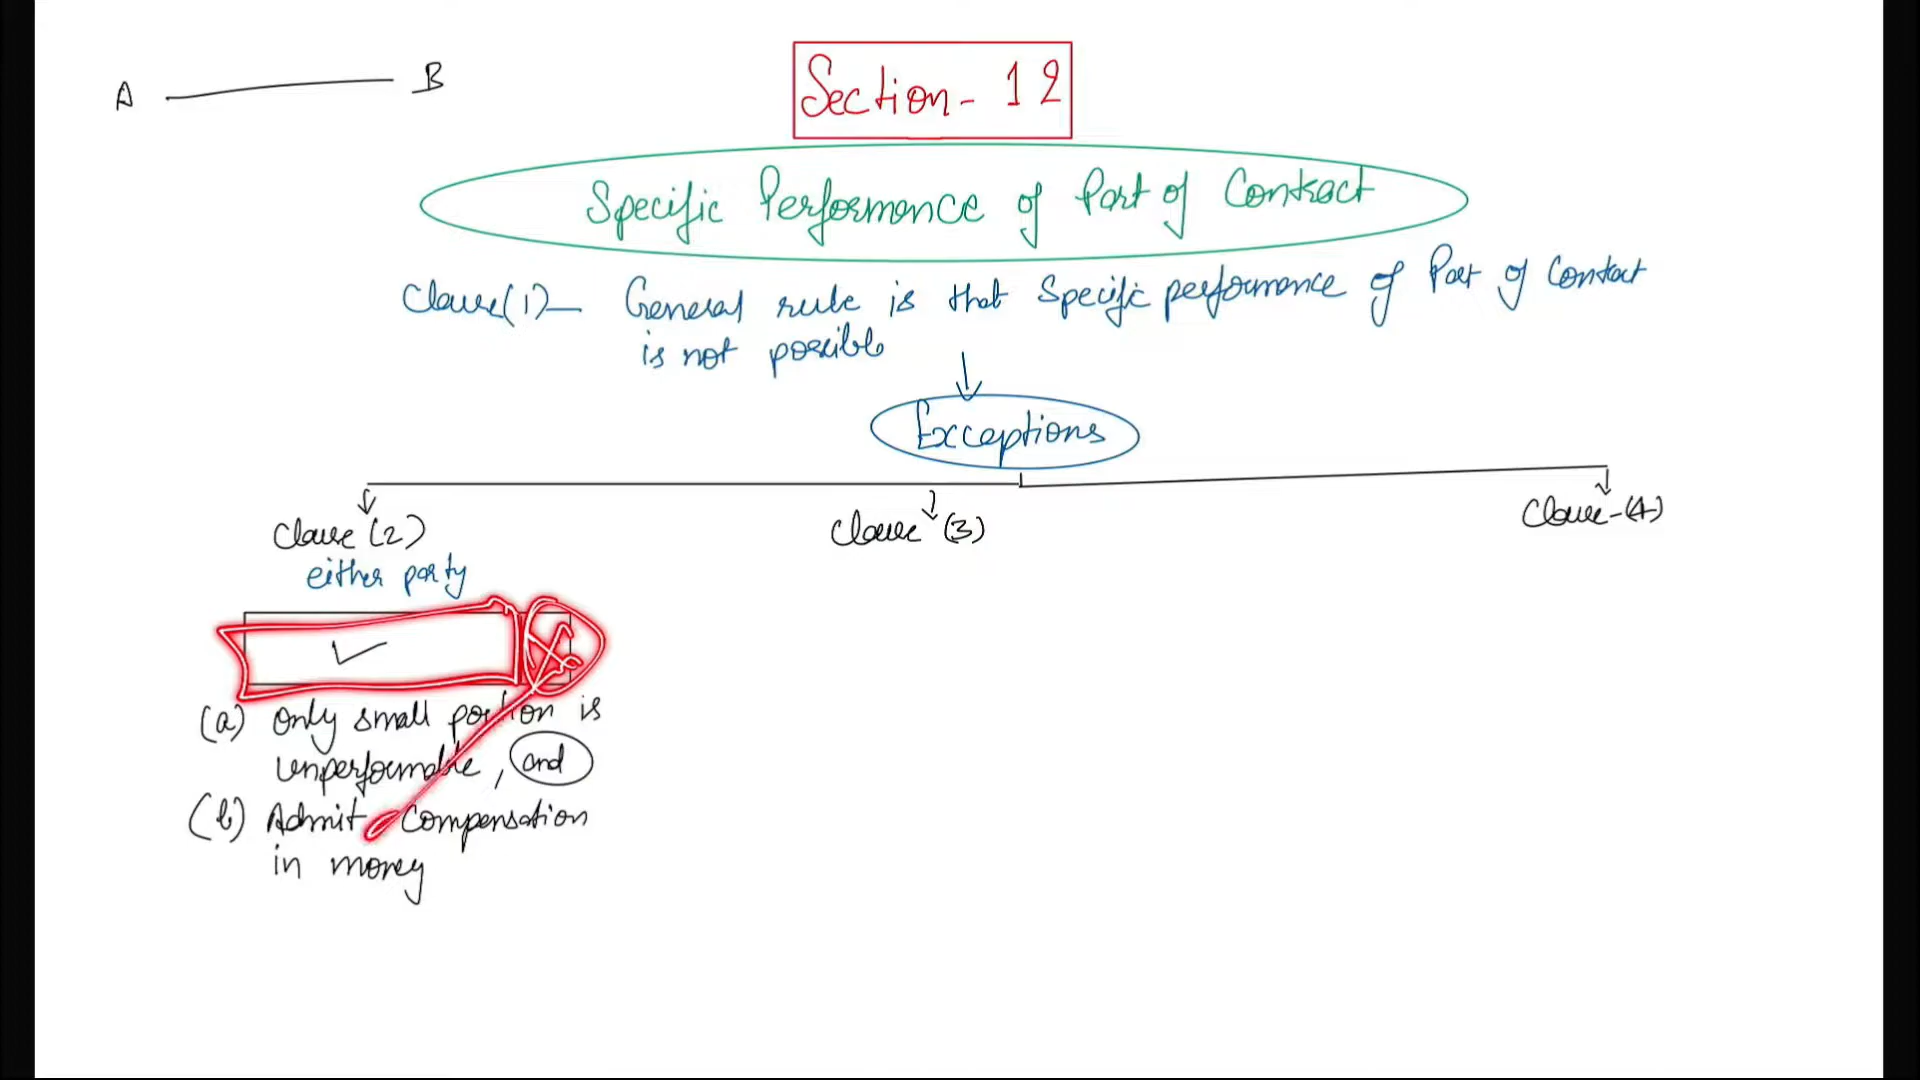 A B
Section - 12
Specific Performance of Part of Contract
Clause (1) - General rule is that Specific performance of Part of Contract
is not possible
Exceptions
Clause (2) Clause (3) Clause - (4)
either party
(a) Only small portion is
unperformable, and
(b) Admit Compensation
in money